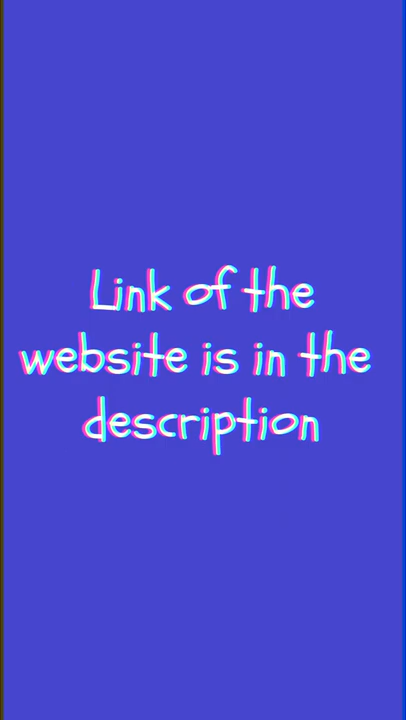 Link of the
website is in the
description